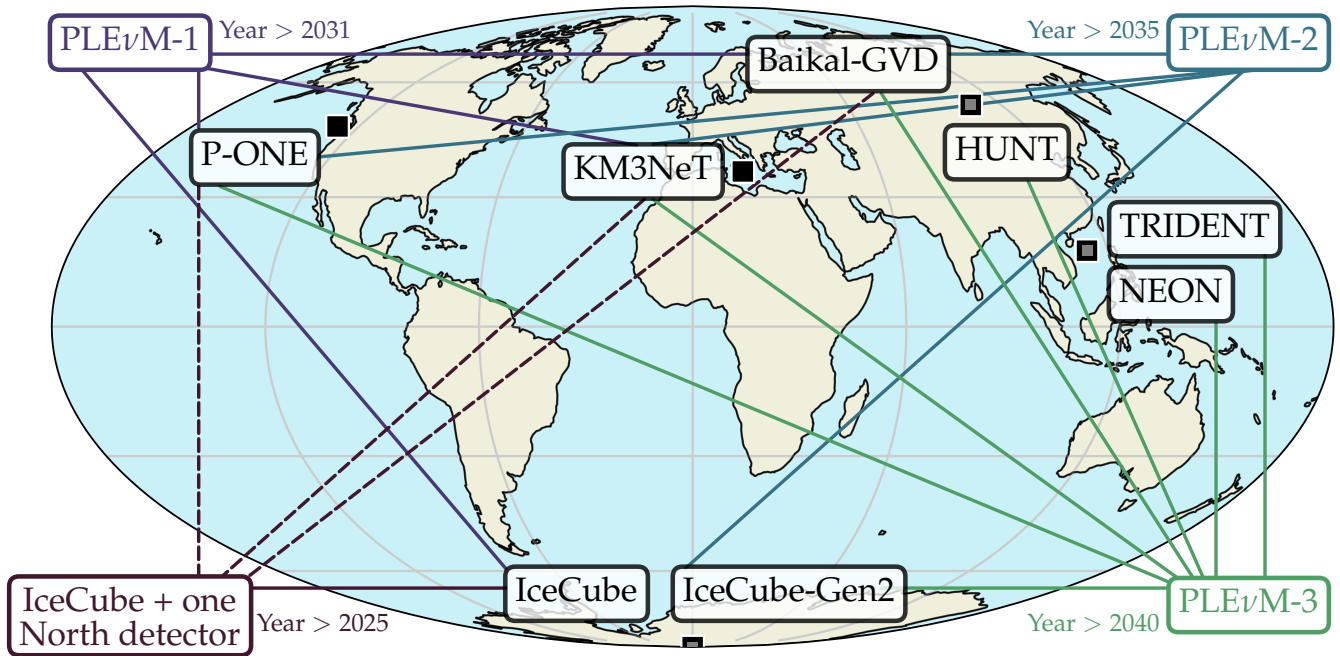 PLEνM-1
Year > 2031
Year > 2035
PLEνM-2
Baikal-GVD
P-ONE
KM3NeT
HUNT
TRIDENT
NEON
IceCube + one
North detector
Year > 2025
IceCube
IceCube-Gen2
Year > 2040
PLEνM-3